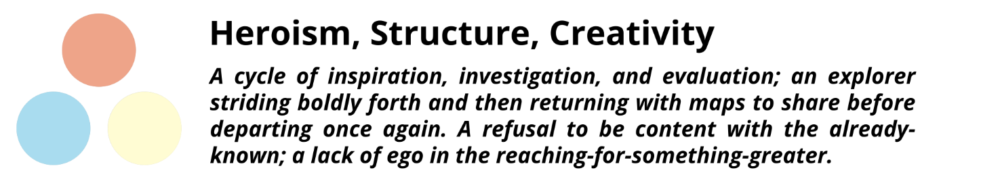 Heroism, Structure, Creativity
A cycle of inspiration, investigation, and evaluation; an explorer
striding boldly forth and then returning with maps to share before
departing once again. A refusal to be content with the already-
known; a lack of ego in the reaching-for-something-greater.